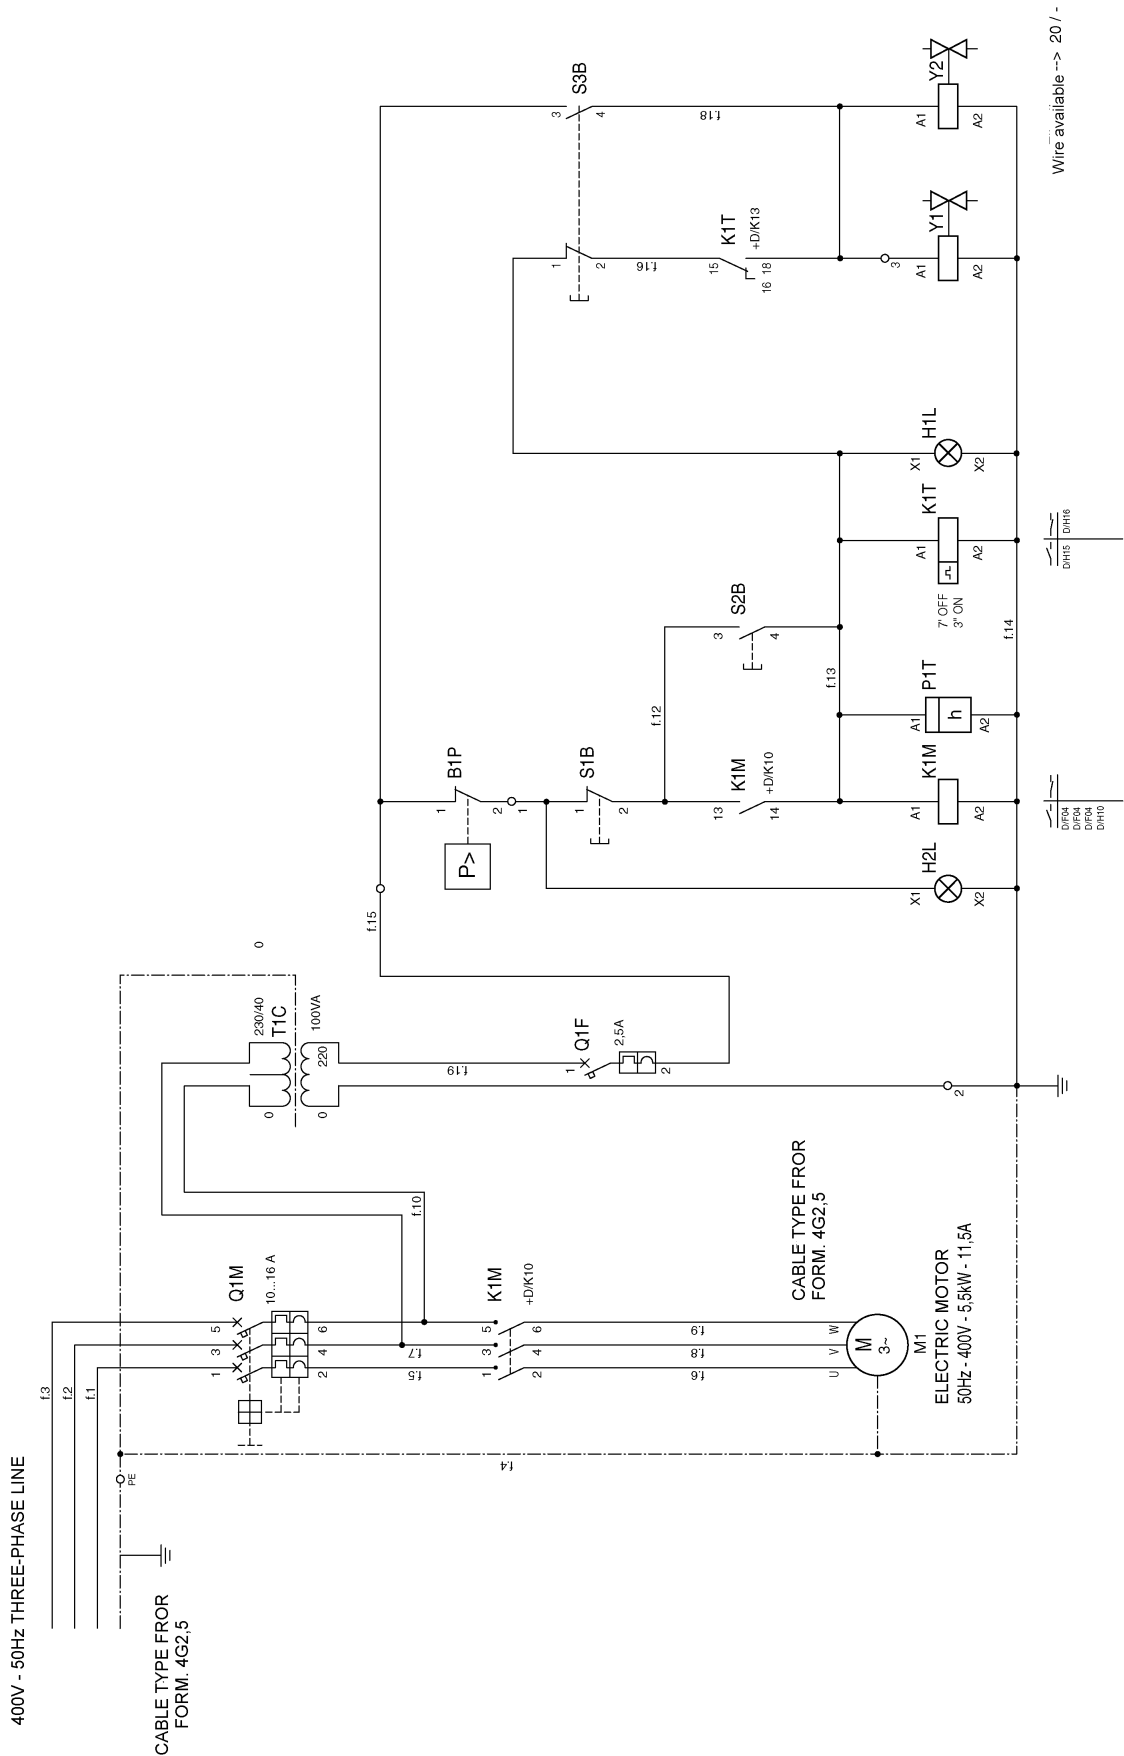 400V - 50Hz THREE-PHASE LINE
CABLE TYPE FROR
FORM. 4G2,5
f.3
f.2
f.1
PE
f.4
Q1M
10...16 A
1
3
5
2
4
6
f.5
f.7
f.10
K1M
+D/K10
1
3
5
2
4
6
f.6
f.8
f.9
U
V
W
M
3~
M1
ELECTRIC MOTOR
50Hz - 400V - 5,5kW - 11,5A
CABLE TYPE FROR
FORM. 4G2,5
0
230/40
T1C
100VA
0
220
0
f.19
Q1F
2,5A
1
2
2
f.15
B1P
P>
1
2
1
S1B
1
2
f.12
K1M
+D/K10
13
14
S2B
3
4
f.13
H2L
X1
X2
K1M
A1
A2
D/F04
D/F04
D/F04
D/H10
P1T
h
A1
A2
f.14
7' OFF
3" ON
K1T
A1
A2
D/H15
D/H16
H1L
X1
X2
S3B
1
2
3
4
f.16
f.18
K1T
+D/K13
15
16
18
3
Y1
A1
A2
Y2
A1
A2
Wire available --> 20 / -